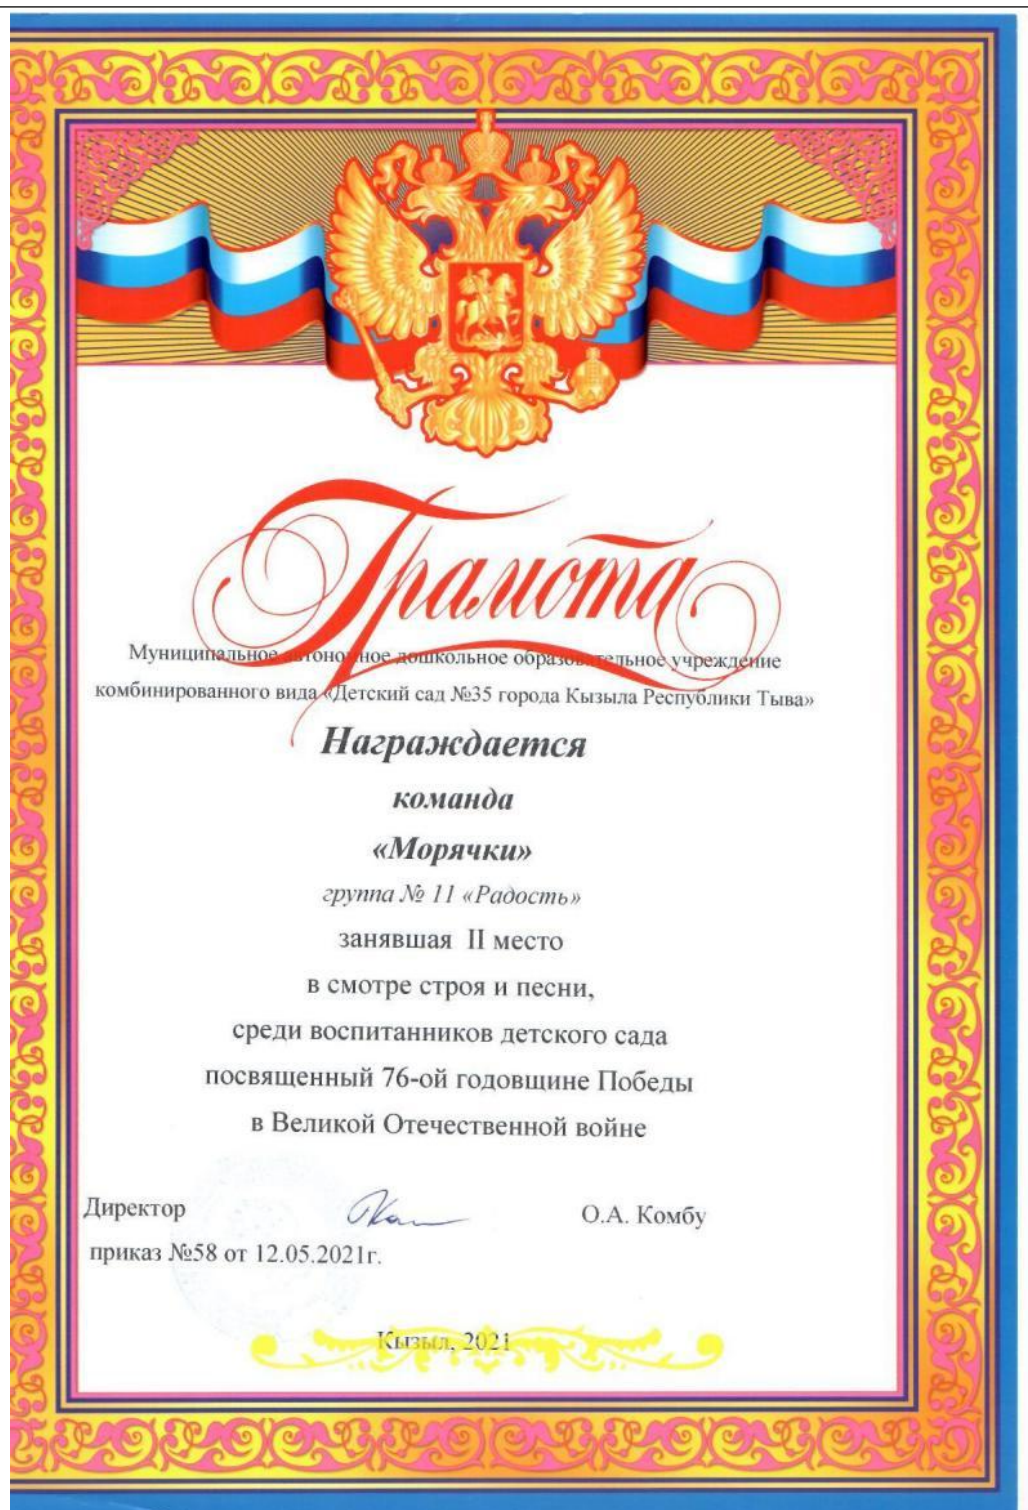 Грамота
Муниципальное автономное дошкольное образовательное учреждение
комбинированного вида «Детский сад №35 города Кызыла Республики Тыва»
Награждается
команда
«Морячки»
группа № 11 «Радость»
занявшая II место
в смотре строя и песни,
среди воспитанников детского сада
посвященный 76-ой годовщине Победы
в Великой Отечественной войне
Директор О.А. Комбу
приказ №58 от 12.05.2021г.
Кызыл, 2021